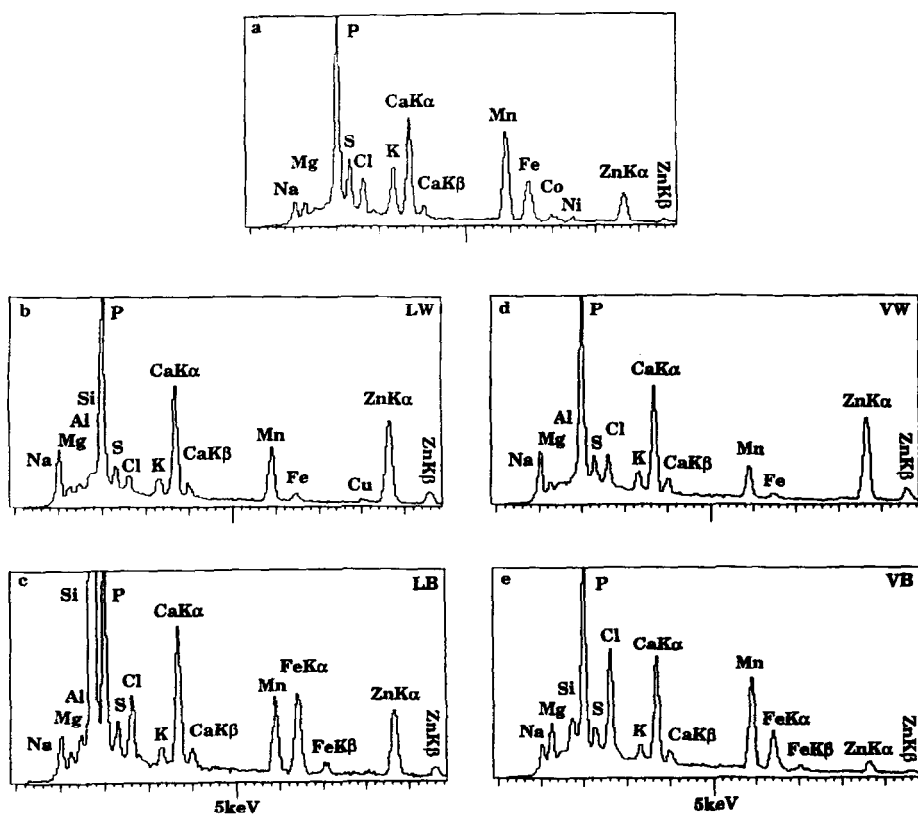 a
P
CaKα
Mn
S
Mg
Cl
K
Fe
ZnKα
ZnKβ
Na
CaKβ
Co
Ni
b
P
LW
CaKα
Si
ZnKα
Al
Mg
S
Mn
ZnKβ
Na
Cl
K
CaKβ
Fe
Cu
d
P
VW
CaKα
ZnKα
Al
Mg
S
Cl
Mn
ZnKβ
Na
K
CaKβ
Fe
c
Si
P
LB
CaKα
FeKα
Cl
Al
Mn
ZnKα
Mg
S
ZnKβ
Na
K
CaKβ
FeKβ
5keV
e
P
VB
Cl
CaKα
Mn
Si
Mg
S
FeKα
ZnKβ
Na
K
CaKβ
FeKβ
ZnKα
5keV